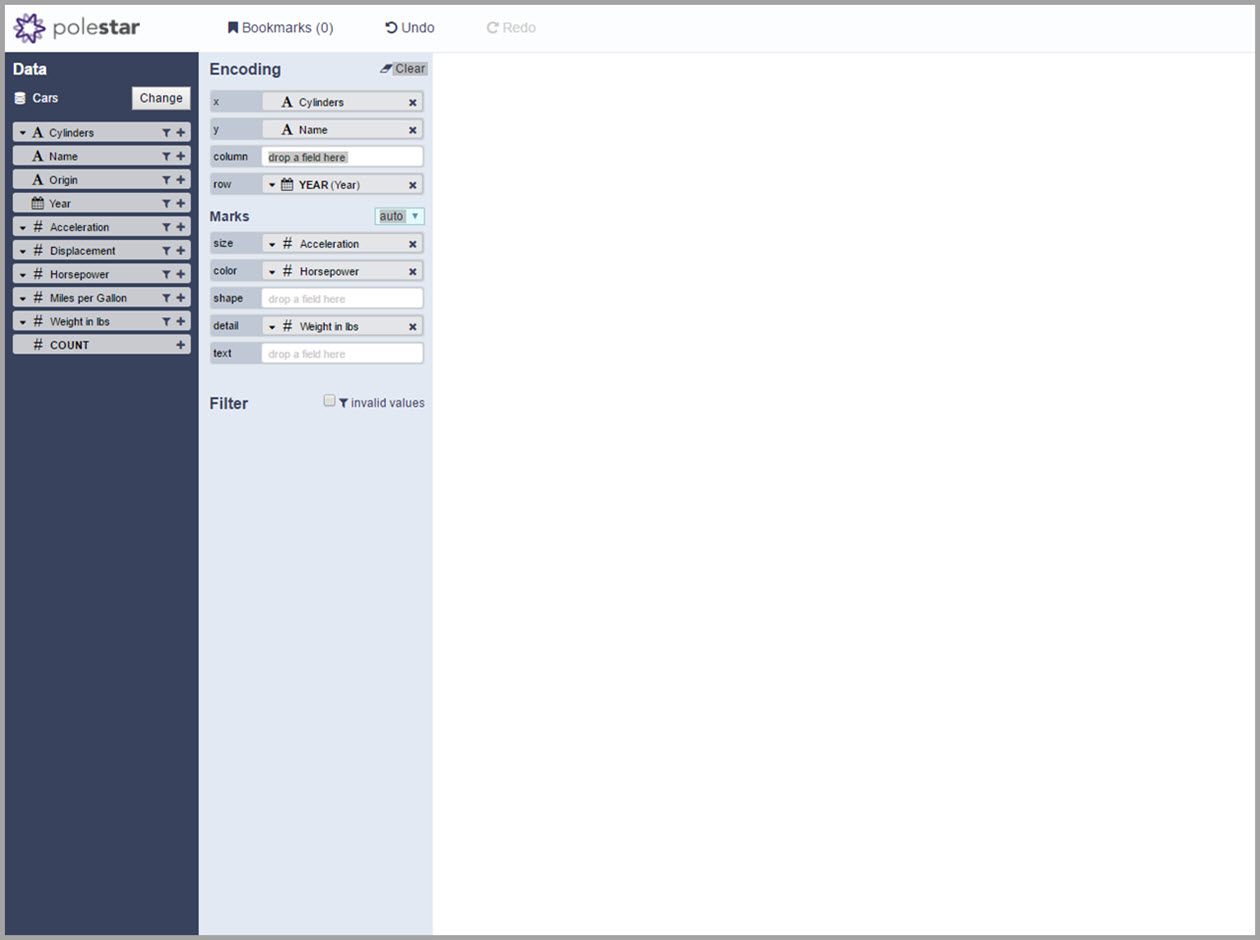 polestar Bookmarks (0) Undo Redo
Data
Cars Change
A Cylinders
A Name
A Origin
Year
# Acceleration
# Displacement
# Horsepower
# Miles per Gallon
# Weight in lbs
# COUNT
Encoding Clear
x A Cylinders
y A Name
column drop a field here
row YEAR (Year)
Marks auto
size # Acceleration
color # Horsepower
shape drop a field here
detail # Weight in lbs
text drop a field here
Filter invalid values